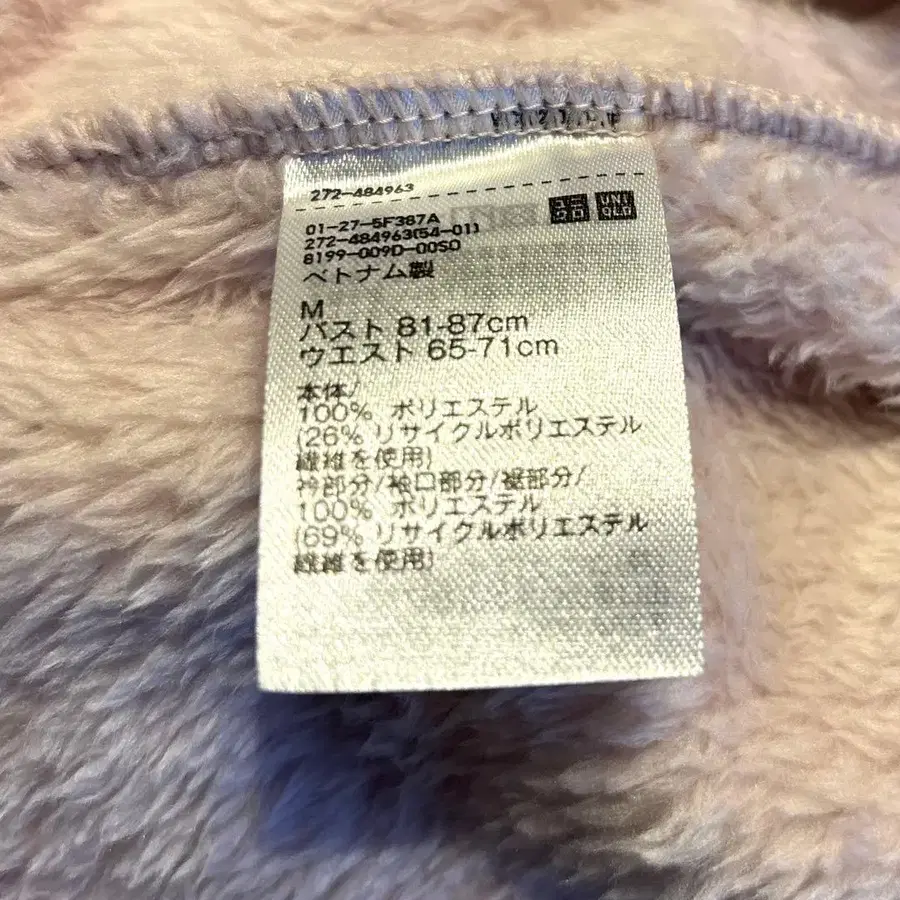 272-484963
01-27-5F387A
272-484963(54-01)
8199-009D-00SO
ユニクロ
UNIQLO
ベトナム製
M
バスト 81-87cm
ウエスト 65-71cm
本体/
100% ポリエステル
(26% リサイクルポリエステル
繊維を使用)
衿部分/袖口部分/裾部分/
100% ポリエステル
(69% リサイクルポリエステル
繊維を使用)